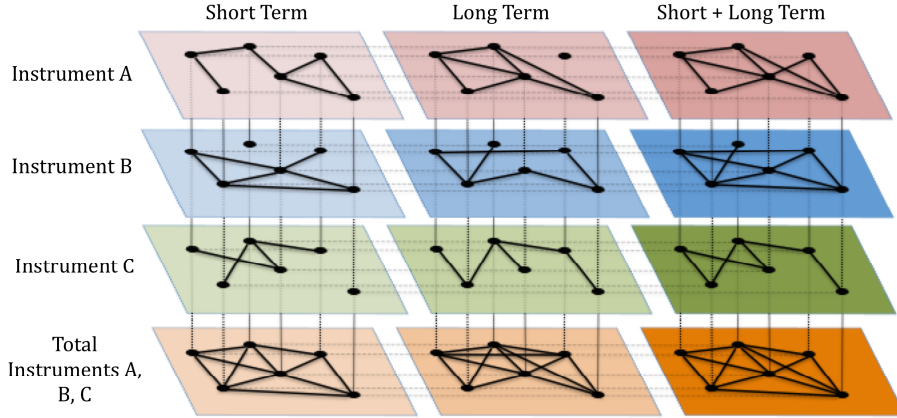 Short Term
Long Term
Short + Long Term
Instrument A
Instrument B
Instrument C
Total
Instruments A,
B, C